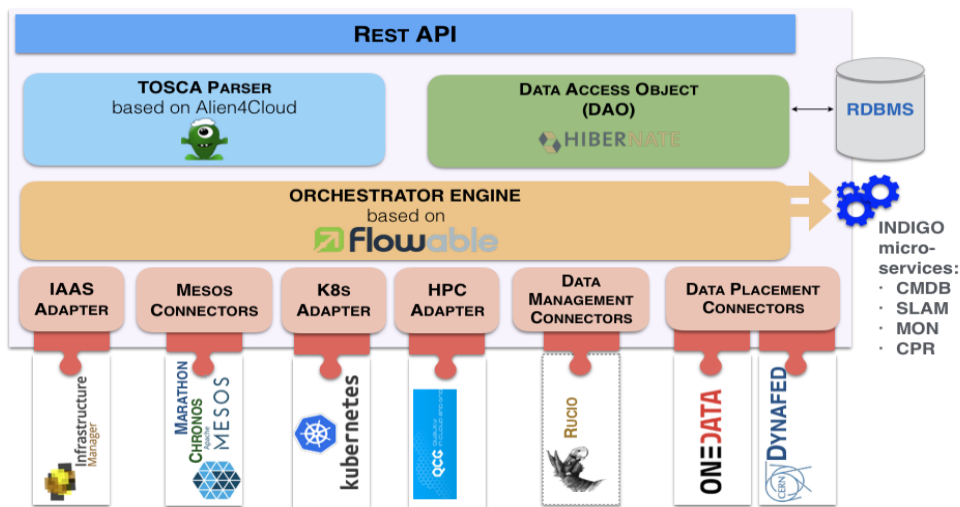 REST API
TOSCA PARSER
based on Alien4Cloud
DATA ACCESS OBJECT
(DAO)
HIBERNATE
RDBMS
ORCHESTRATOR ENGINE
based on
Flowable
INDIGO
micro-
services:
· CMDB
· SLAM
· MON
· CPR
IAAS
ADAPTER
MESOS
CONNECTORS
K8S
ADAPTER
HPC
ADAPTER
DATA
MANAGEMENT
CONNECTORS
DATA PLACEMENT
CONNECTORS
Infrastructure
Manager
MARATHON
CHRONOS
Apache
MESOS
kubernetes
QCG
RUCIO
ONEDATA
DYNAFED
CERN